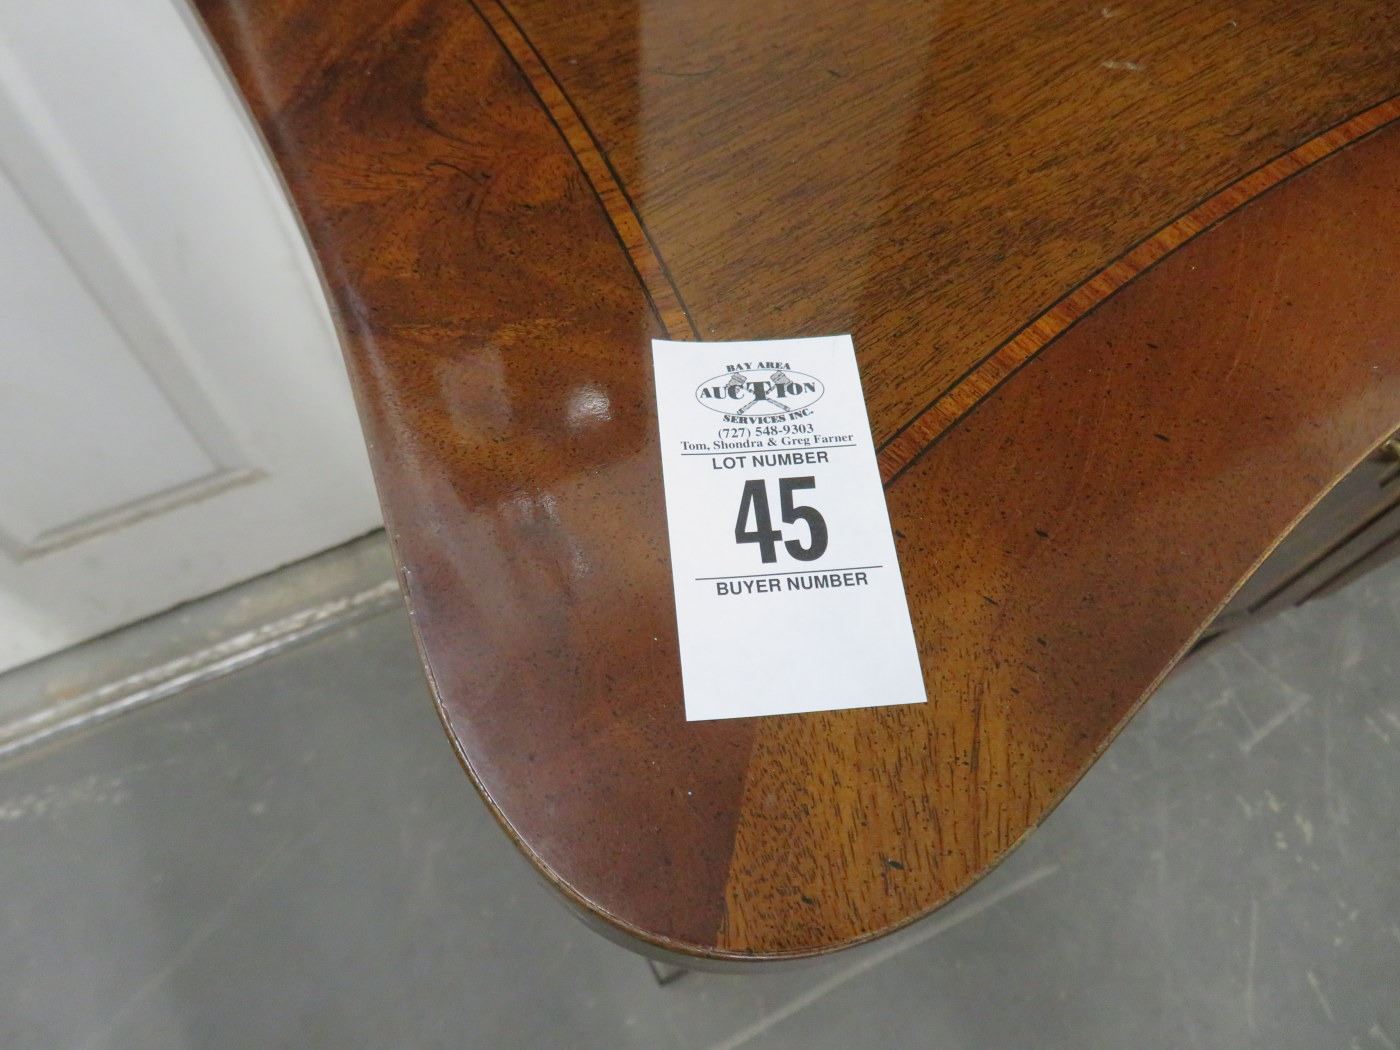 BAY AREA
AUCTION
SERVICES INC.
(727) 548-9303
Tom, Shondra & Greg Farner
LOT NUMBER
45
BUYER NUMBER